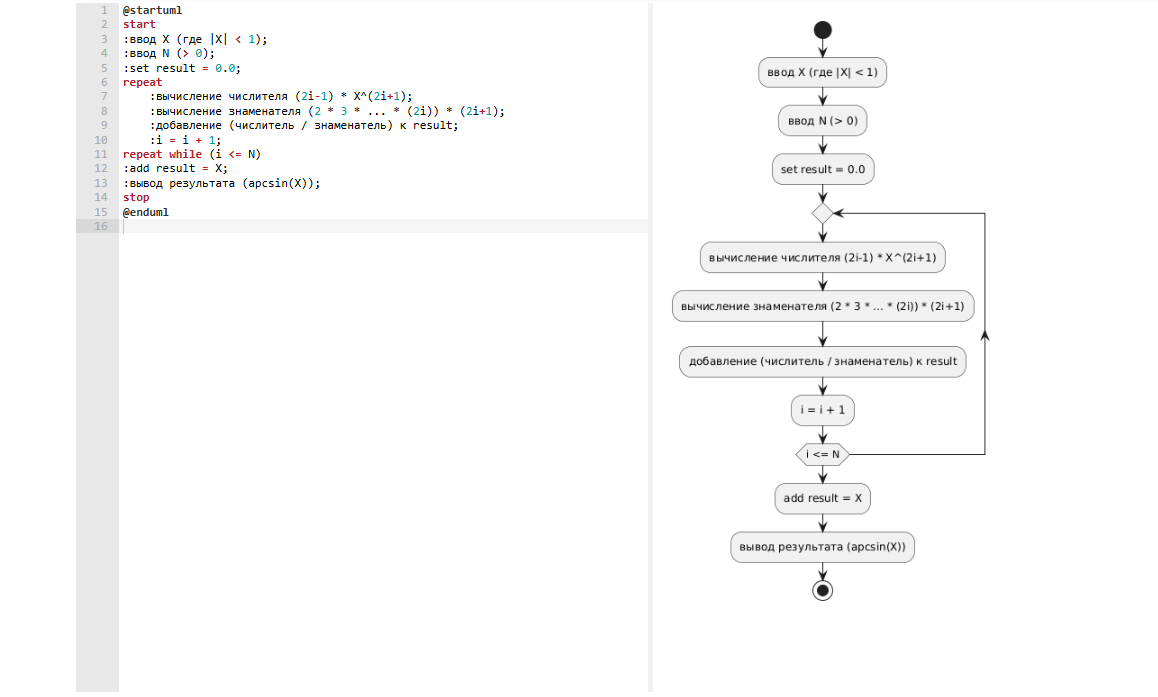 1 @startuml
2 start
3 :ввод X (где |X| < 1);
4 :ввод N (> 0);
5 :set result = 0.0;
6 repeat
7 :вычисление числителя (2i-1) * X^(2i+1);
8 :вычисление знаменателя (2 * 3 * ... * (2i)) * (2i+1);
9 :добавление (числитель / знаменатель) к result;
10 :i = i + 1;
11 repeat while (i <= N)
12 :add result = X;
13 :вывод результата (арcsin(X));
14 stop
15 @enduml
16
ввод X (где |X| < 1)
ввод N (> 0)
set result = 0.0
вычисление числителя (2i-1) * X^(2i+1)
вычисление знаменателя (2 * 3 * ... * (2i)) * (2i+1)
добавление (числитель / знаменатель) к result
i = i + 1
i <= N
add result = X
вывод результата (арcsin(X))